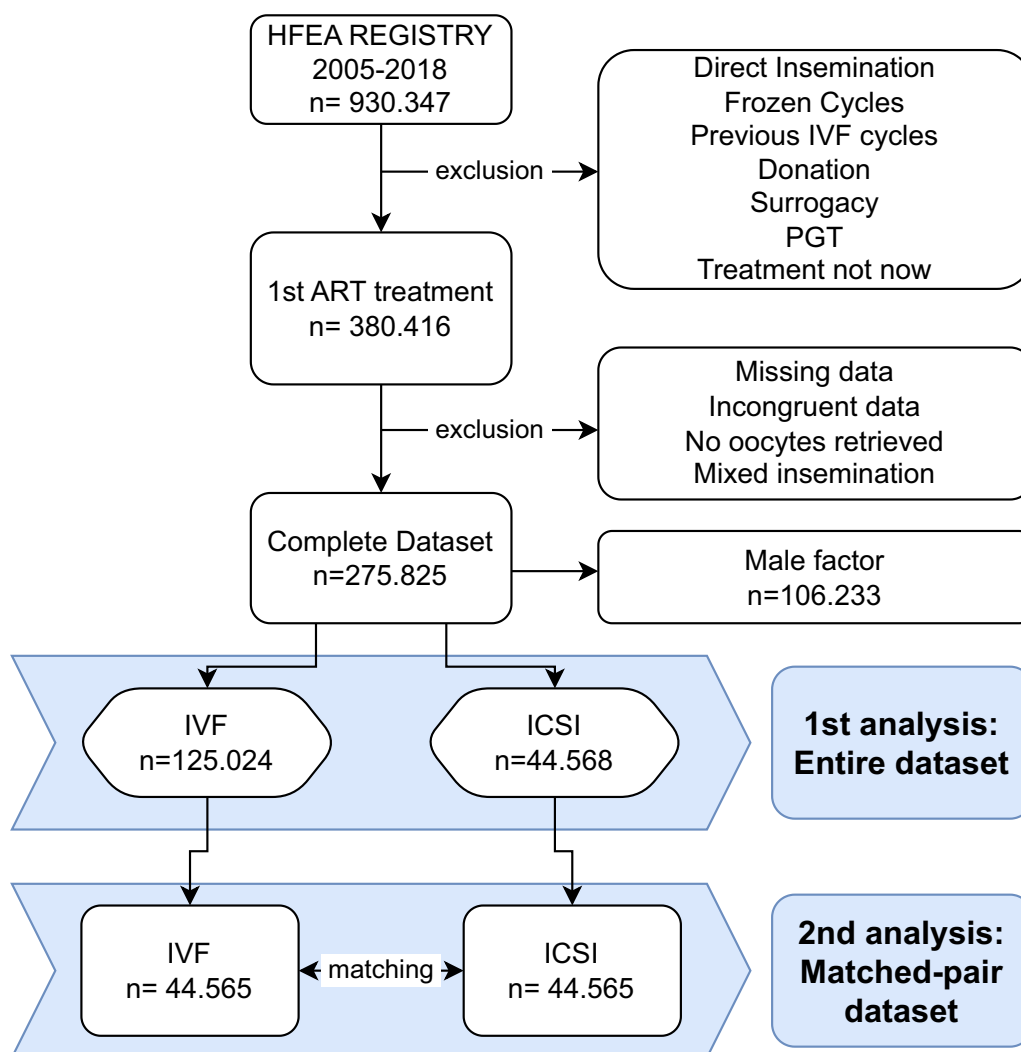 HFEA REGISTRY
2005-2018
n= 930.347
Direct Insemination
Frozen Cycles
Previous IVF cycles
Donation
Surrogacy
PGT
Treatment not now
exclusion
1st ART treatment
n= 380.416
Missing data
Incongruent data
No oocytes retrieved
Mixed insemination
exclusion
Complete Dataset
n=275.825
Male factor
n=106.233
IVF
n=125.024
ICSI
n=44.568
1st analysis:
Entire dataset
IVF
n= 44.565
matching
ICSI
n= 44.565
2nd analysis:
Matched-pair
dataset